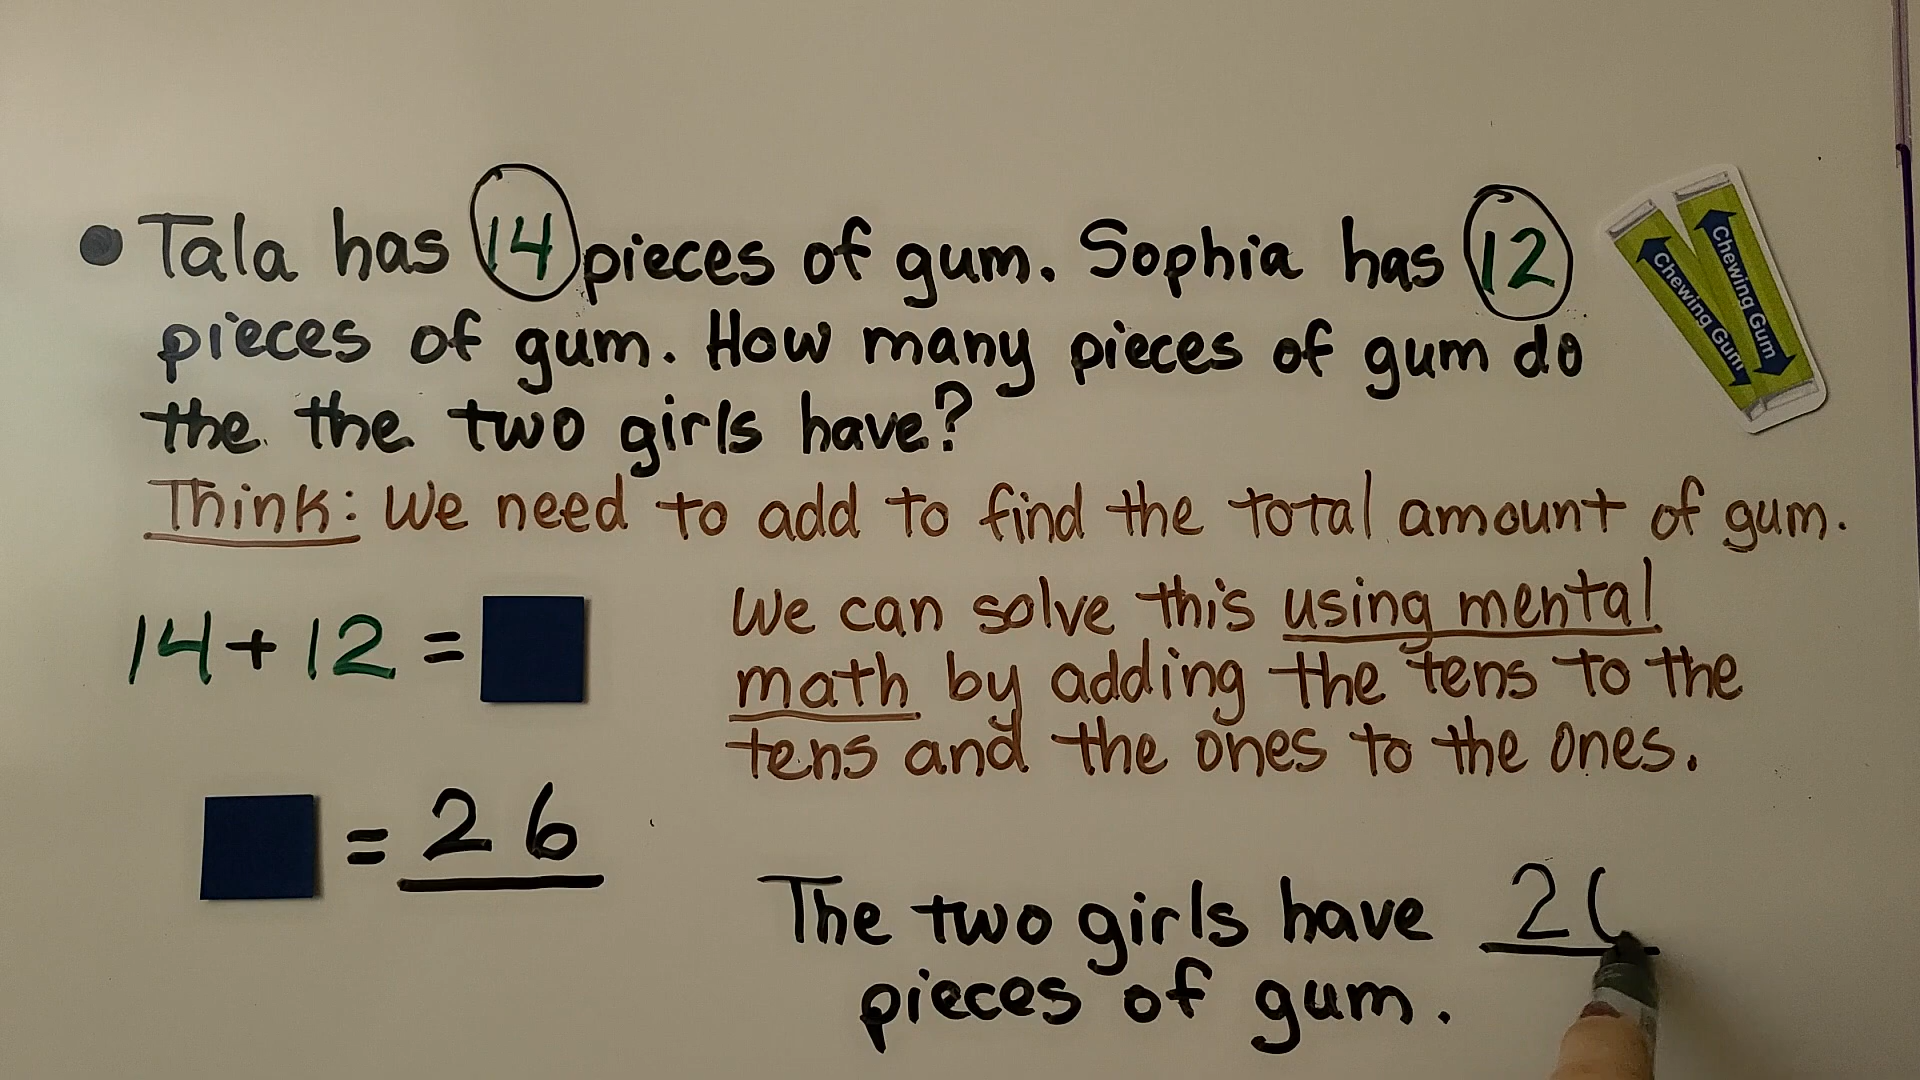 • Tala has 14 pieces of gum. Sophia has 12
pieces of gum. How many pieces of gum do
the the two girls have?
Chewing Gum
Chewing Gum
Think: We need to add to find the total amount of gum.
14 + 12 =
We can solve this using mental
math by adding the tens to the
tens and the ones to the ones.
= 26
The two girls have 2
pieces of gum.